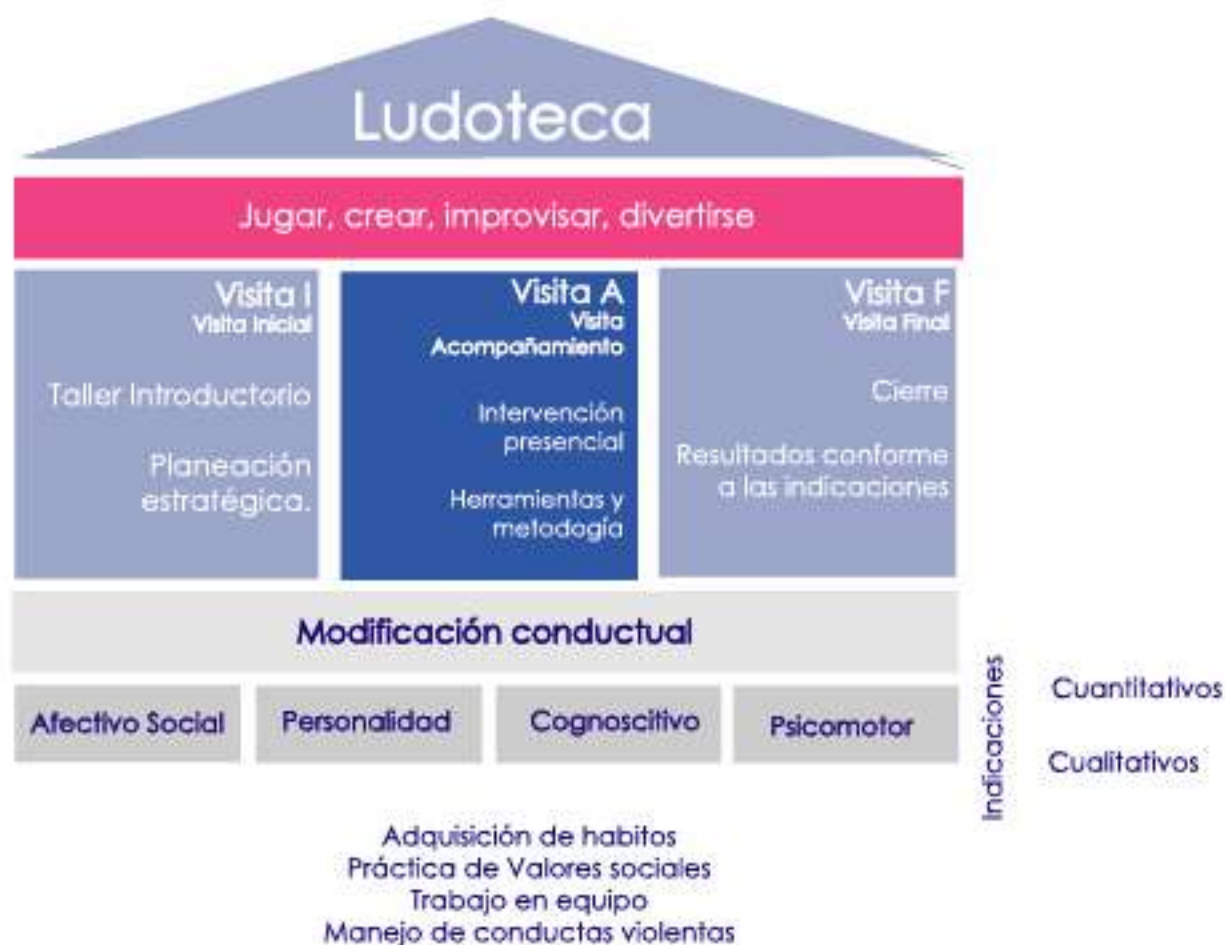 Ludoteca
Jugar, crear, improvisar, divertirse
Visita I
Visita Inicial
Taller Introductorio
Planeación
estratégica.
Visita A
Visita
Acompañamiento
Intervención
presencial
Herramientas y
metodogía
Visita F
Visita Final
Cierre
Resultados conforme
a las indicaciones
Modificación conductual
Afectivo Social
Personalidad
Cognoscitivo
Psicomotor
Indicaciones
Cuantitativos
Cualitativos
Adquisición de habitos
Práctica de Valores sociales
Trabajo en equipo
Manejo de conductas violentas